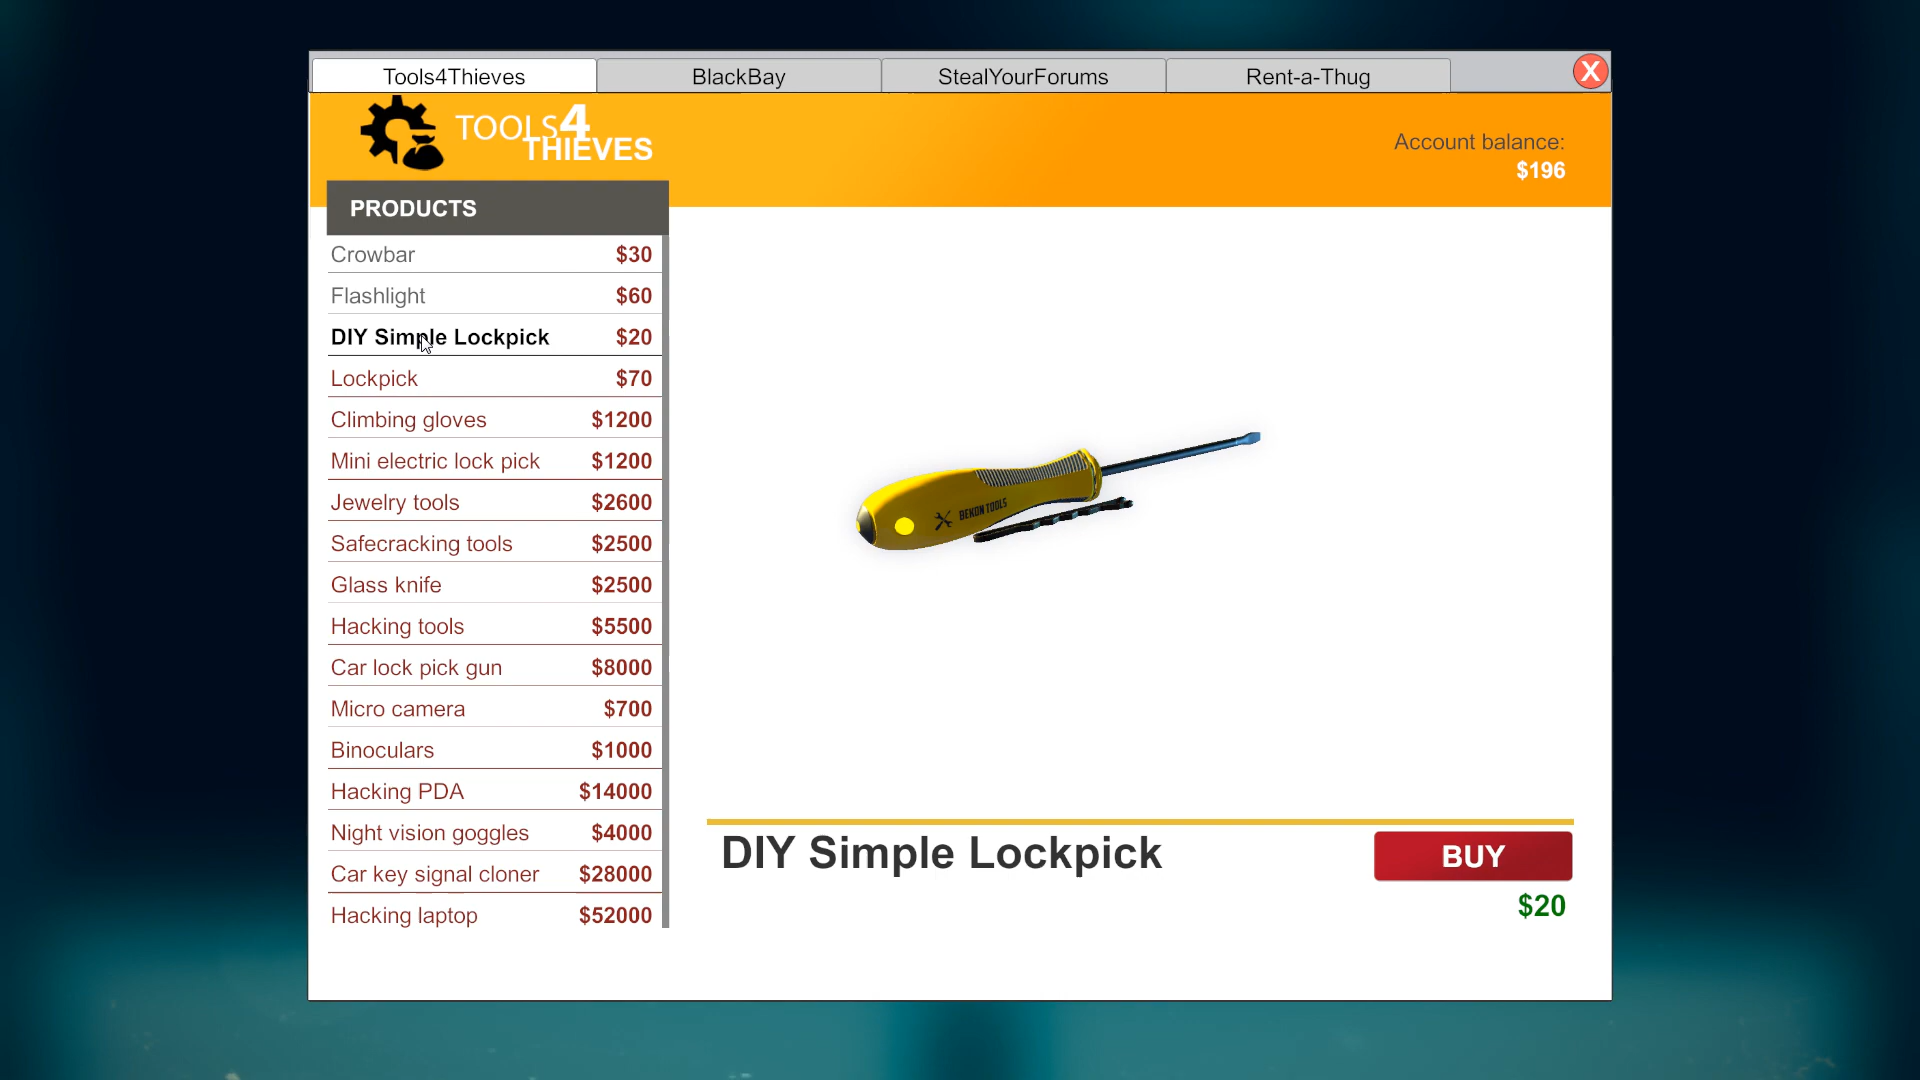 Tools4Thieves BlackBay StealYourForums Rent-a-Thug X
TOOLS4
THIEVES
Account balance:
$196
PRODUCTS
Crowbar $30
Flashlight $60
DIY Simple Lockpick $20
Lockpick $70
Climbing gloves $1200
Mini electric lock pick $1200
Jewelry tools $2600
Safecracking tools $2500
Glass knife $2500
Hacking tools $5500
Car lock pick gun $8000
Micro camera $700
Binoculars $1000
Hacking PDA $14000
Night vision goggles $4000
Car key signal cloner $28000
Hacking laptop $52000
BEKON TOOLS
DIY Simple Lockpick
BUY
$20